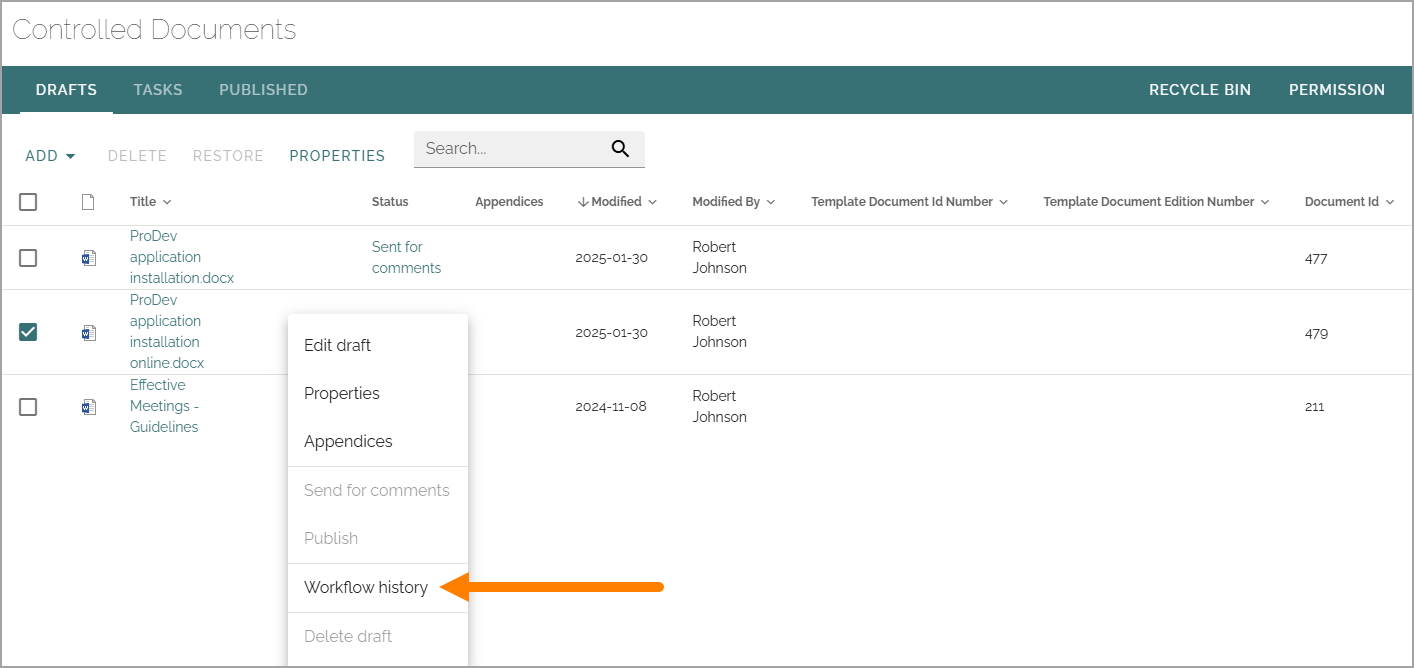 Controlled Documents
DRAFTS TASKS PUBLISHED RECYCLE BIN PERMISSION
ADD DELETE RESTORE PROPERTIES Search...
Title Status Appendices Modified Modified By Template Document Id Number Template Document Edition Number Document Id
ProDev
application
installation.docx
Sent for
comments
2025-01-30
Robert
Johnson
477
ProDev
application
installation
online.docx
2025-01-30
Robert
Johnson
479
Effective
Meetings -
Guidelines
2024-11-08
Robert
Johnson
211
Edit draft
Properties
Appendices
Send for comments
Publish
Workflow history
Delete draft